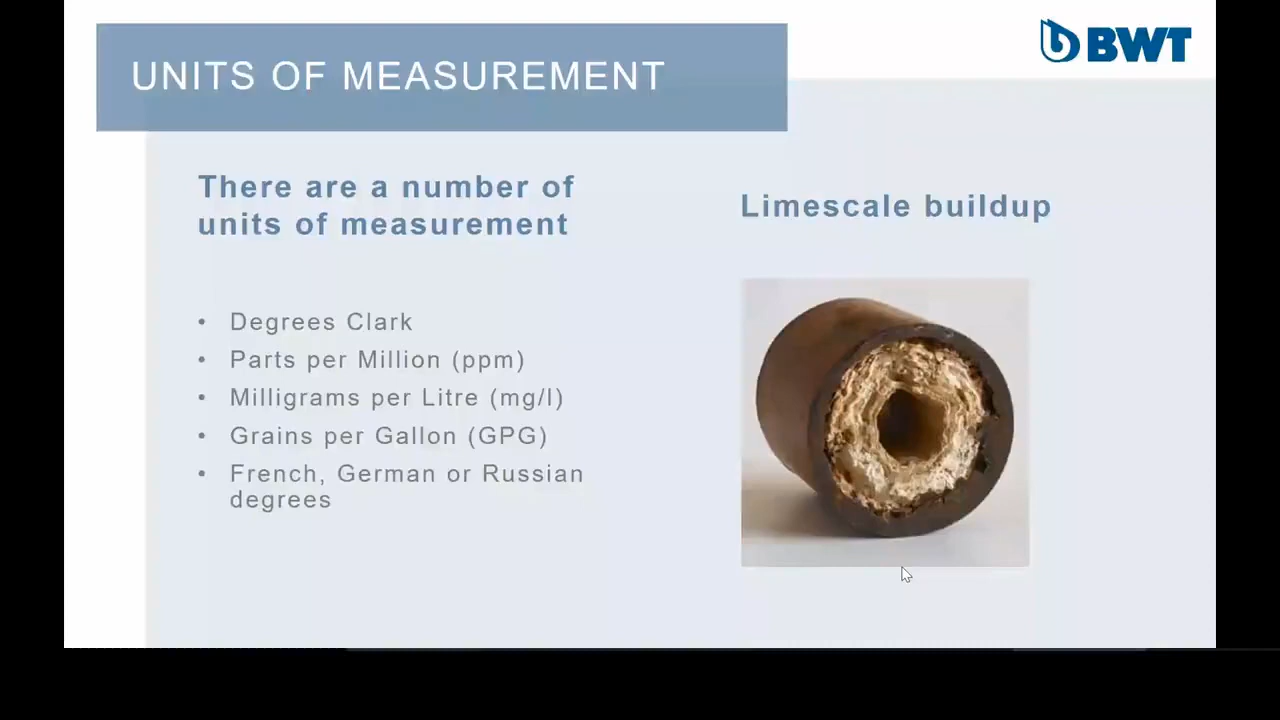 UNITS OF MEASUREMENT
BWT
There are a number of
units of measurement
• Degrees Clark
• Parts per Million (ppm)
• Milligrams per Litre (mg/l)
• Grains per Gallon (GPG)
• French, German or Russian
degrees
Limescale buildup